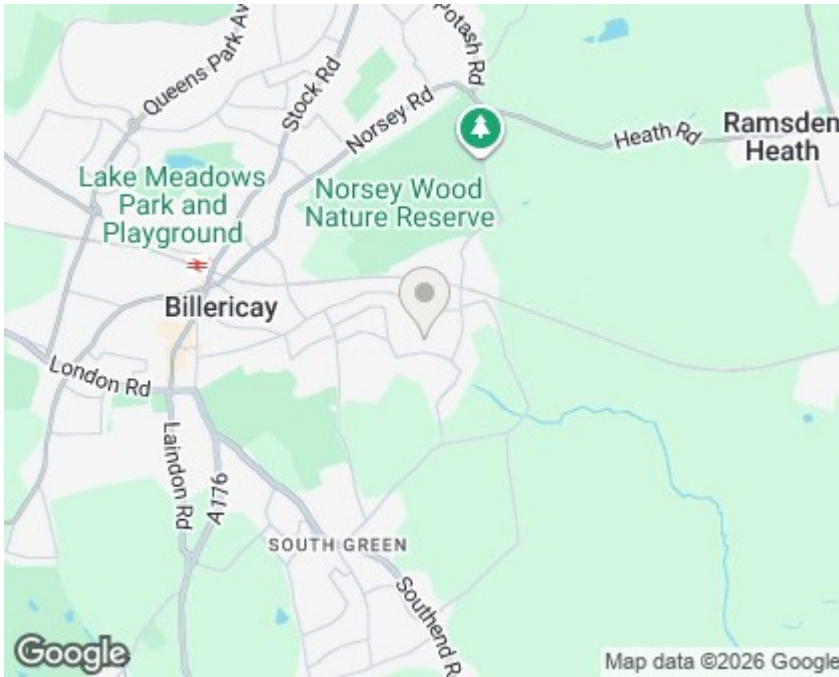 Queens Park Av
Stock Rd
Potash Rd
Norsey Rd
Heath Rd
Ramsden
Heath
Lake Meadows
Park and
Playground
Norsey Wood
Nature Reserve
Billericay
London Rd
Laindon Rd
A176
SOUTH GREEN
Southend R
Google
Map data ©2026 Google